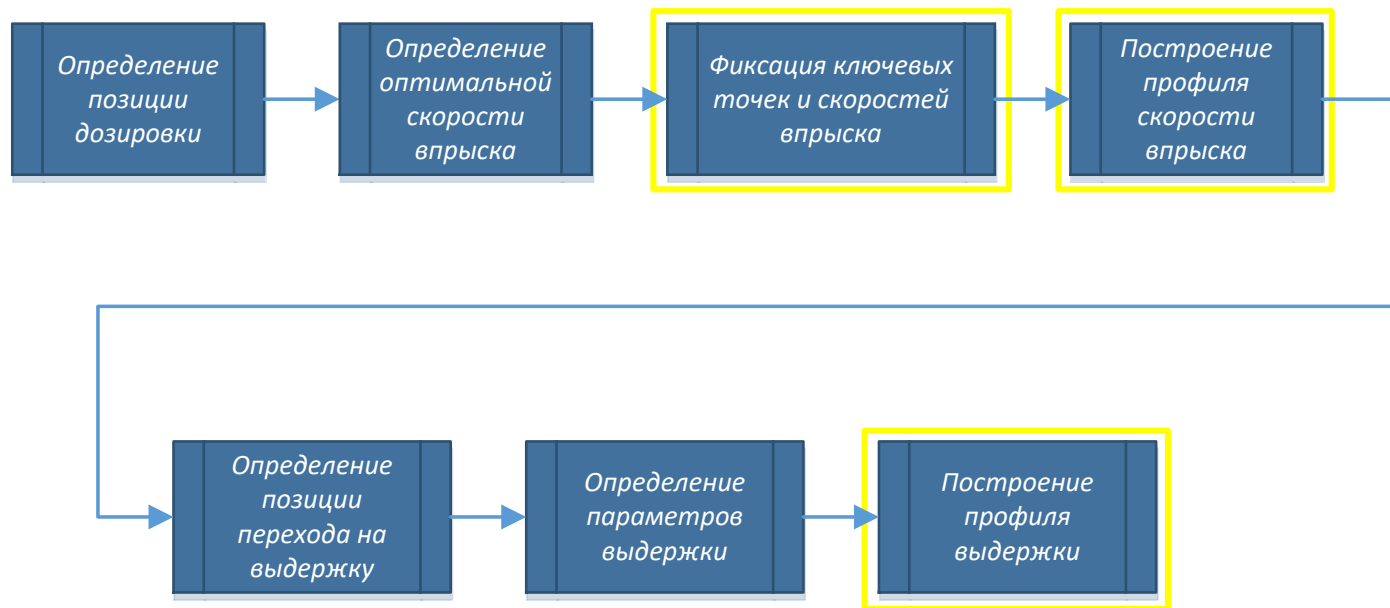 Определение
позиции
дозировки
Определение
оптимальной
скорости
впрыска
Фиксация ключевых
точек и скоростей
впрыска
Построение
профиля
скорости
впрыска
Определение
позиции
перехода на
выдержку
Определение
параметров
выдержки
Построение
профиля
выдержки